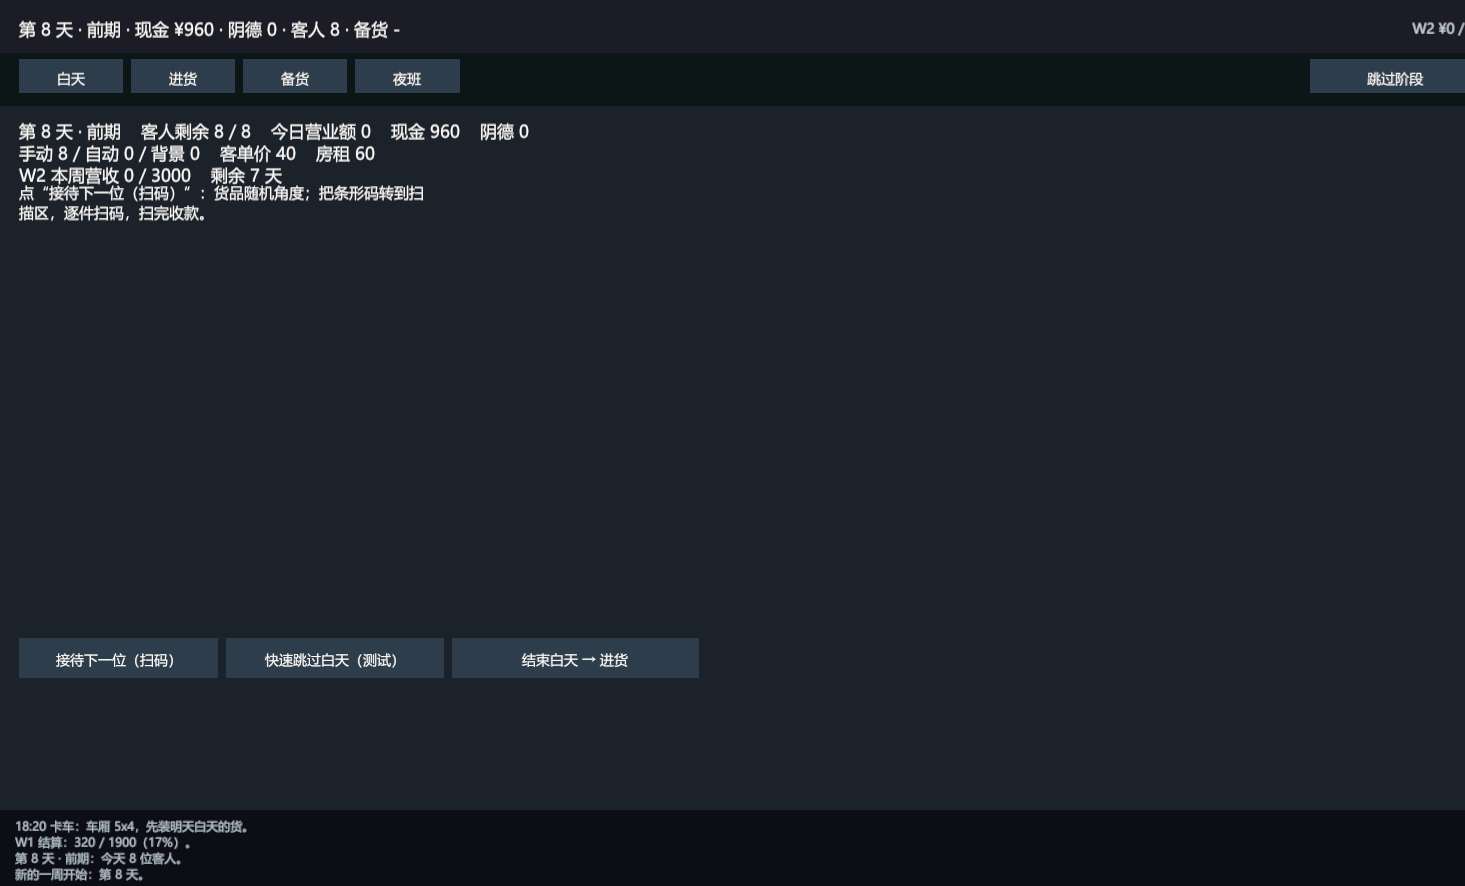 第 8 天 · 前期 · 现金 ¥960 · 阴德 0 · 客人 8 · 备货 -
W2 ¥0 /
白天
进货
备货
夜班
跳过阶段
第 8 天 · 前期 客人剩余 8 / 8 今日营业额 0 现金 960 阴德 0
手动 8 / 自动 0 / 背景 0 客单价 40 房租 60
W2 本周营收 0 / 3000 剩余 7 天
点“接待下一位（扫码）”：货品随机角度；把条形码转到扫
描区，逐件扫码，扫完收款。
接待下一位（扫码）
快速跳过白天（测试）
结束白天 → 进货
18:20 卡车：车厢 5x4，先装明天白天的货。
W1 结算：320 / 1900（17%）。
第 8 天 · 前期：今天 8 位客人。
新的一周开始：第 8 天。